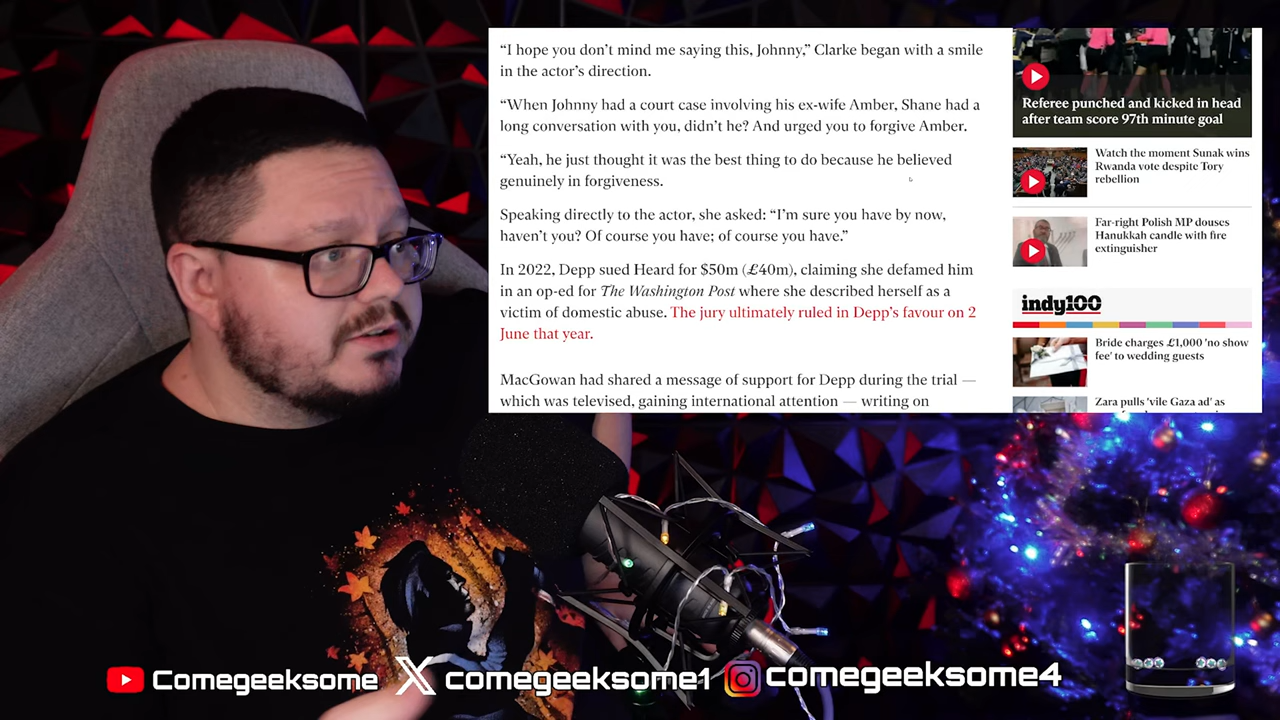 “I hope you don’t mind me saying this, Johnny,” Clarke began with a smile
in the actor’s direction.
“When Johnny had a court case involving his ex-wife Amber, Shane had a
long conversation with you, didn’t he? And urged you to forgive Amber.
“Yeah, he just thought it was the best thing to do because he believed
genuinely in forgiveness.
Speaking directly to the actor, she asked: “I’m sure you have by now,
haven’t you? Of course you have; of course you have.”
In 2022, Depp sued Heard for $50m (£40m), claiming she defamed him
in an op-ed for The Washington Post where she described herself as a
victim of domestic abuse. The jury ultimately ruled in Depp’s favour on 2
June that year.
MacGowan had shared a message of support for Depp during the trial —
which was televised, gaining international attention — writing on
Referee punched and kicked in head
after team score 97th minute goal
Watch the moment Sunak wins
Rwanda vote despite Tory
rebellion
Far-right Polish MP douses
Hanukkah candle with fire
extinguisher
indy100
Bride charges £1,000 'no show
fee' to wedding guests
Zara pulls 'vile Gaza ad' as
Comegeeksome
comegeeksome1
comegeeksome4